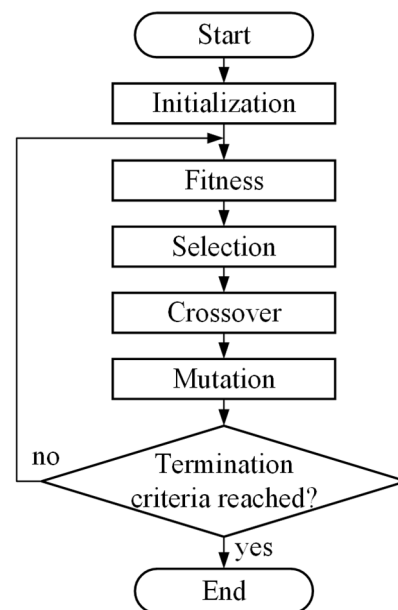 Start
Initialization
Fitness
Selection
Crossover
Mutation
no
Termination
criteria reached?
yes
End